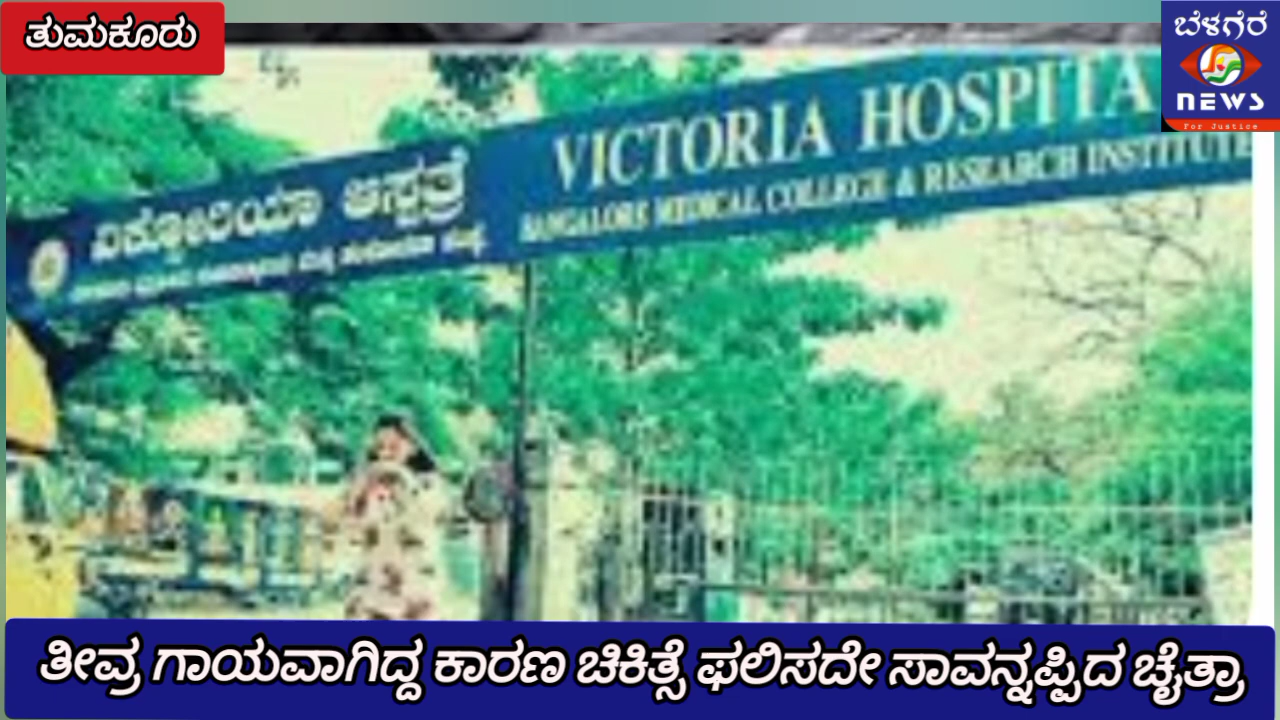 ತುಮಕೂರು
ಬೆಳಗೆರೆ
NEWS
For Justice
VICTORIA HOSPITA
BANGALORE MEDICAL COLLEGE & RESEARCH INSTITUTE
ವಿಕ್ಟೋರಿಯಾ ಆಸ್ಪತ್ರೆ
ತೀವ್ರ ಗಾಯವಾಗಿದ್ದ ಕಾರಣ ಚಿಕಿತ್ಸೆ ಫಲಿಸದೇ ಸಾವನ್ನಪ್ಪಿದ ಚೈತ್ರಾ